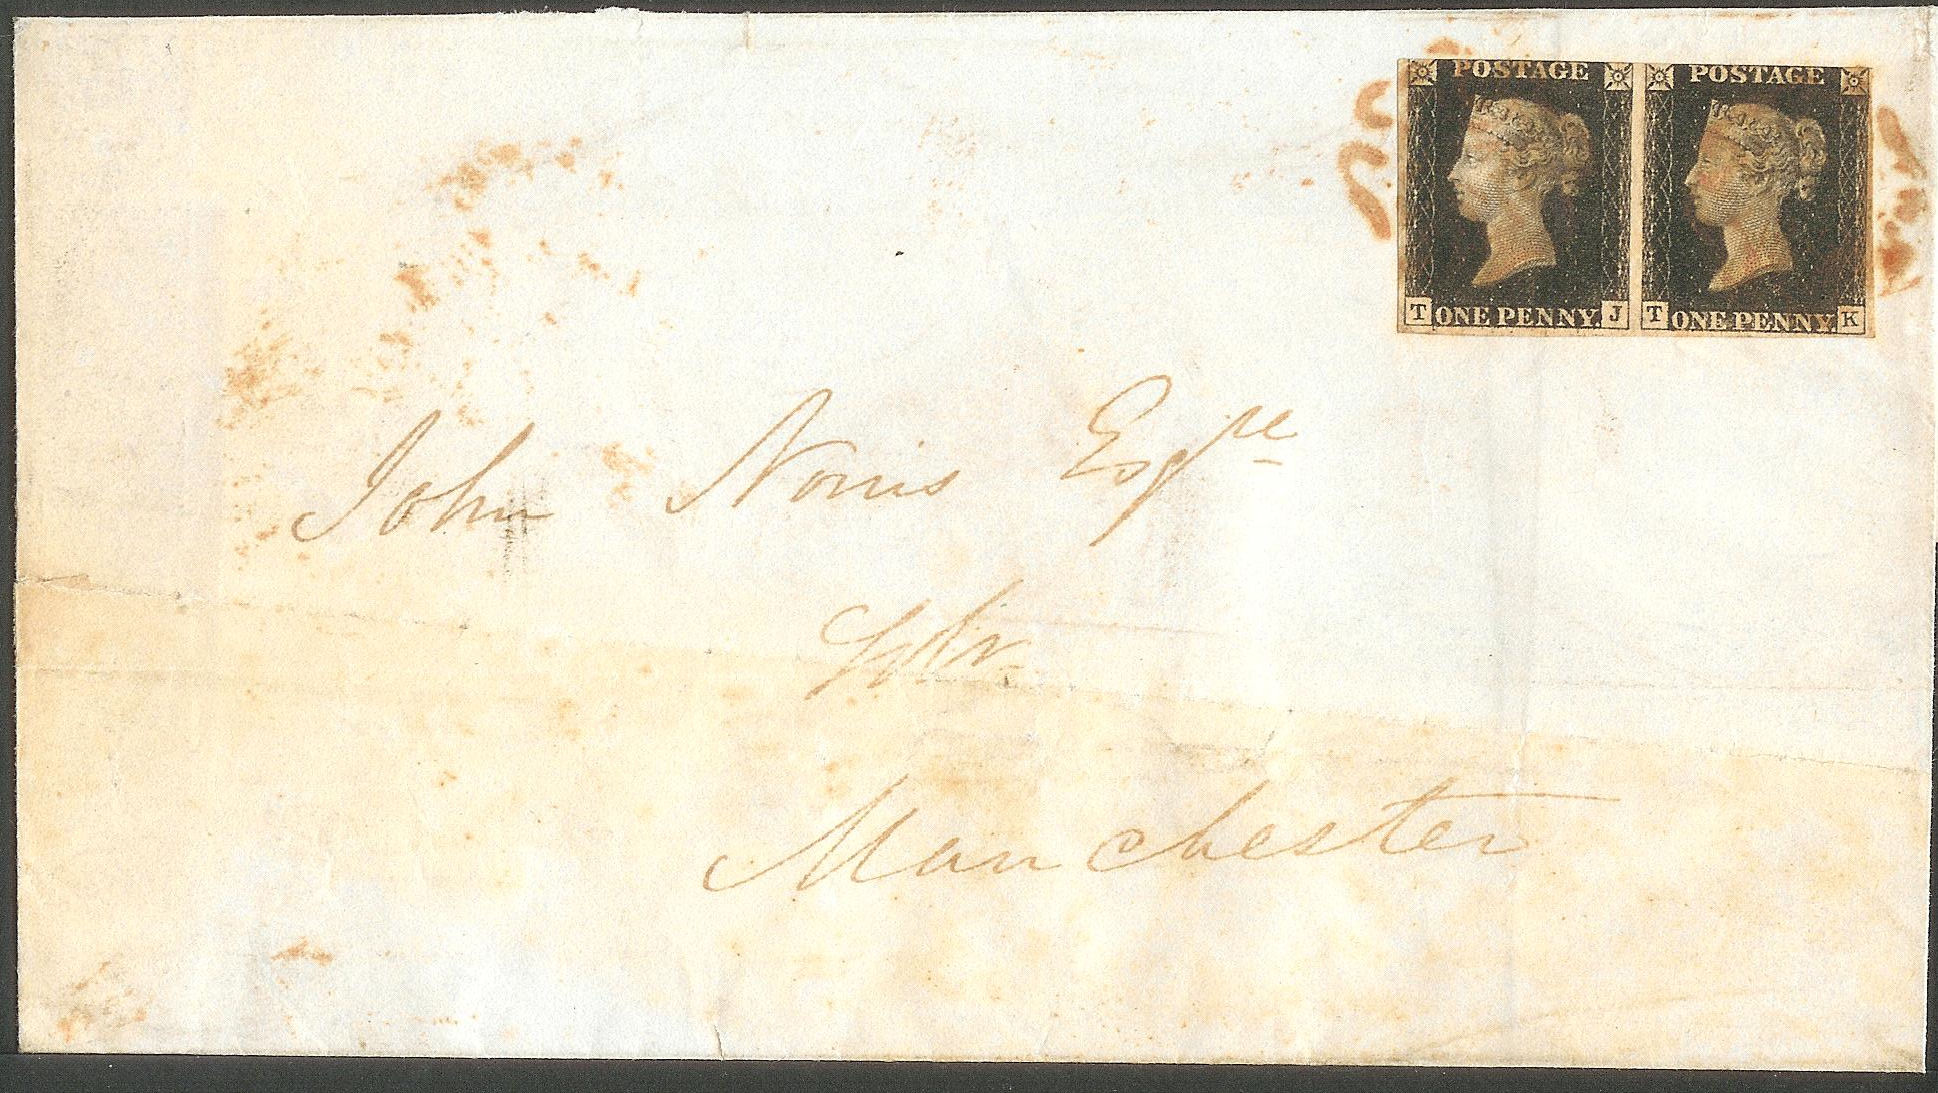 POSTAGE POSTAGE
T ONE PENNY. J T ONE PENNY. K
John Norris Esqre
Manchester